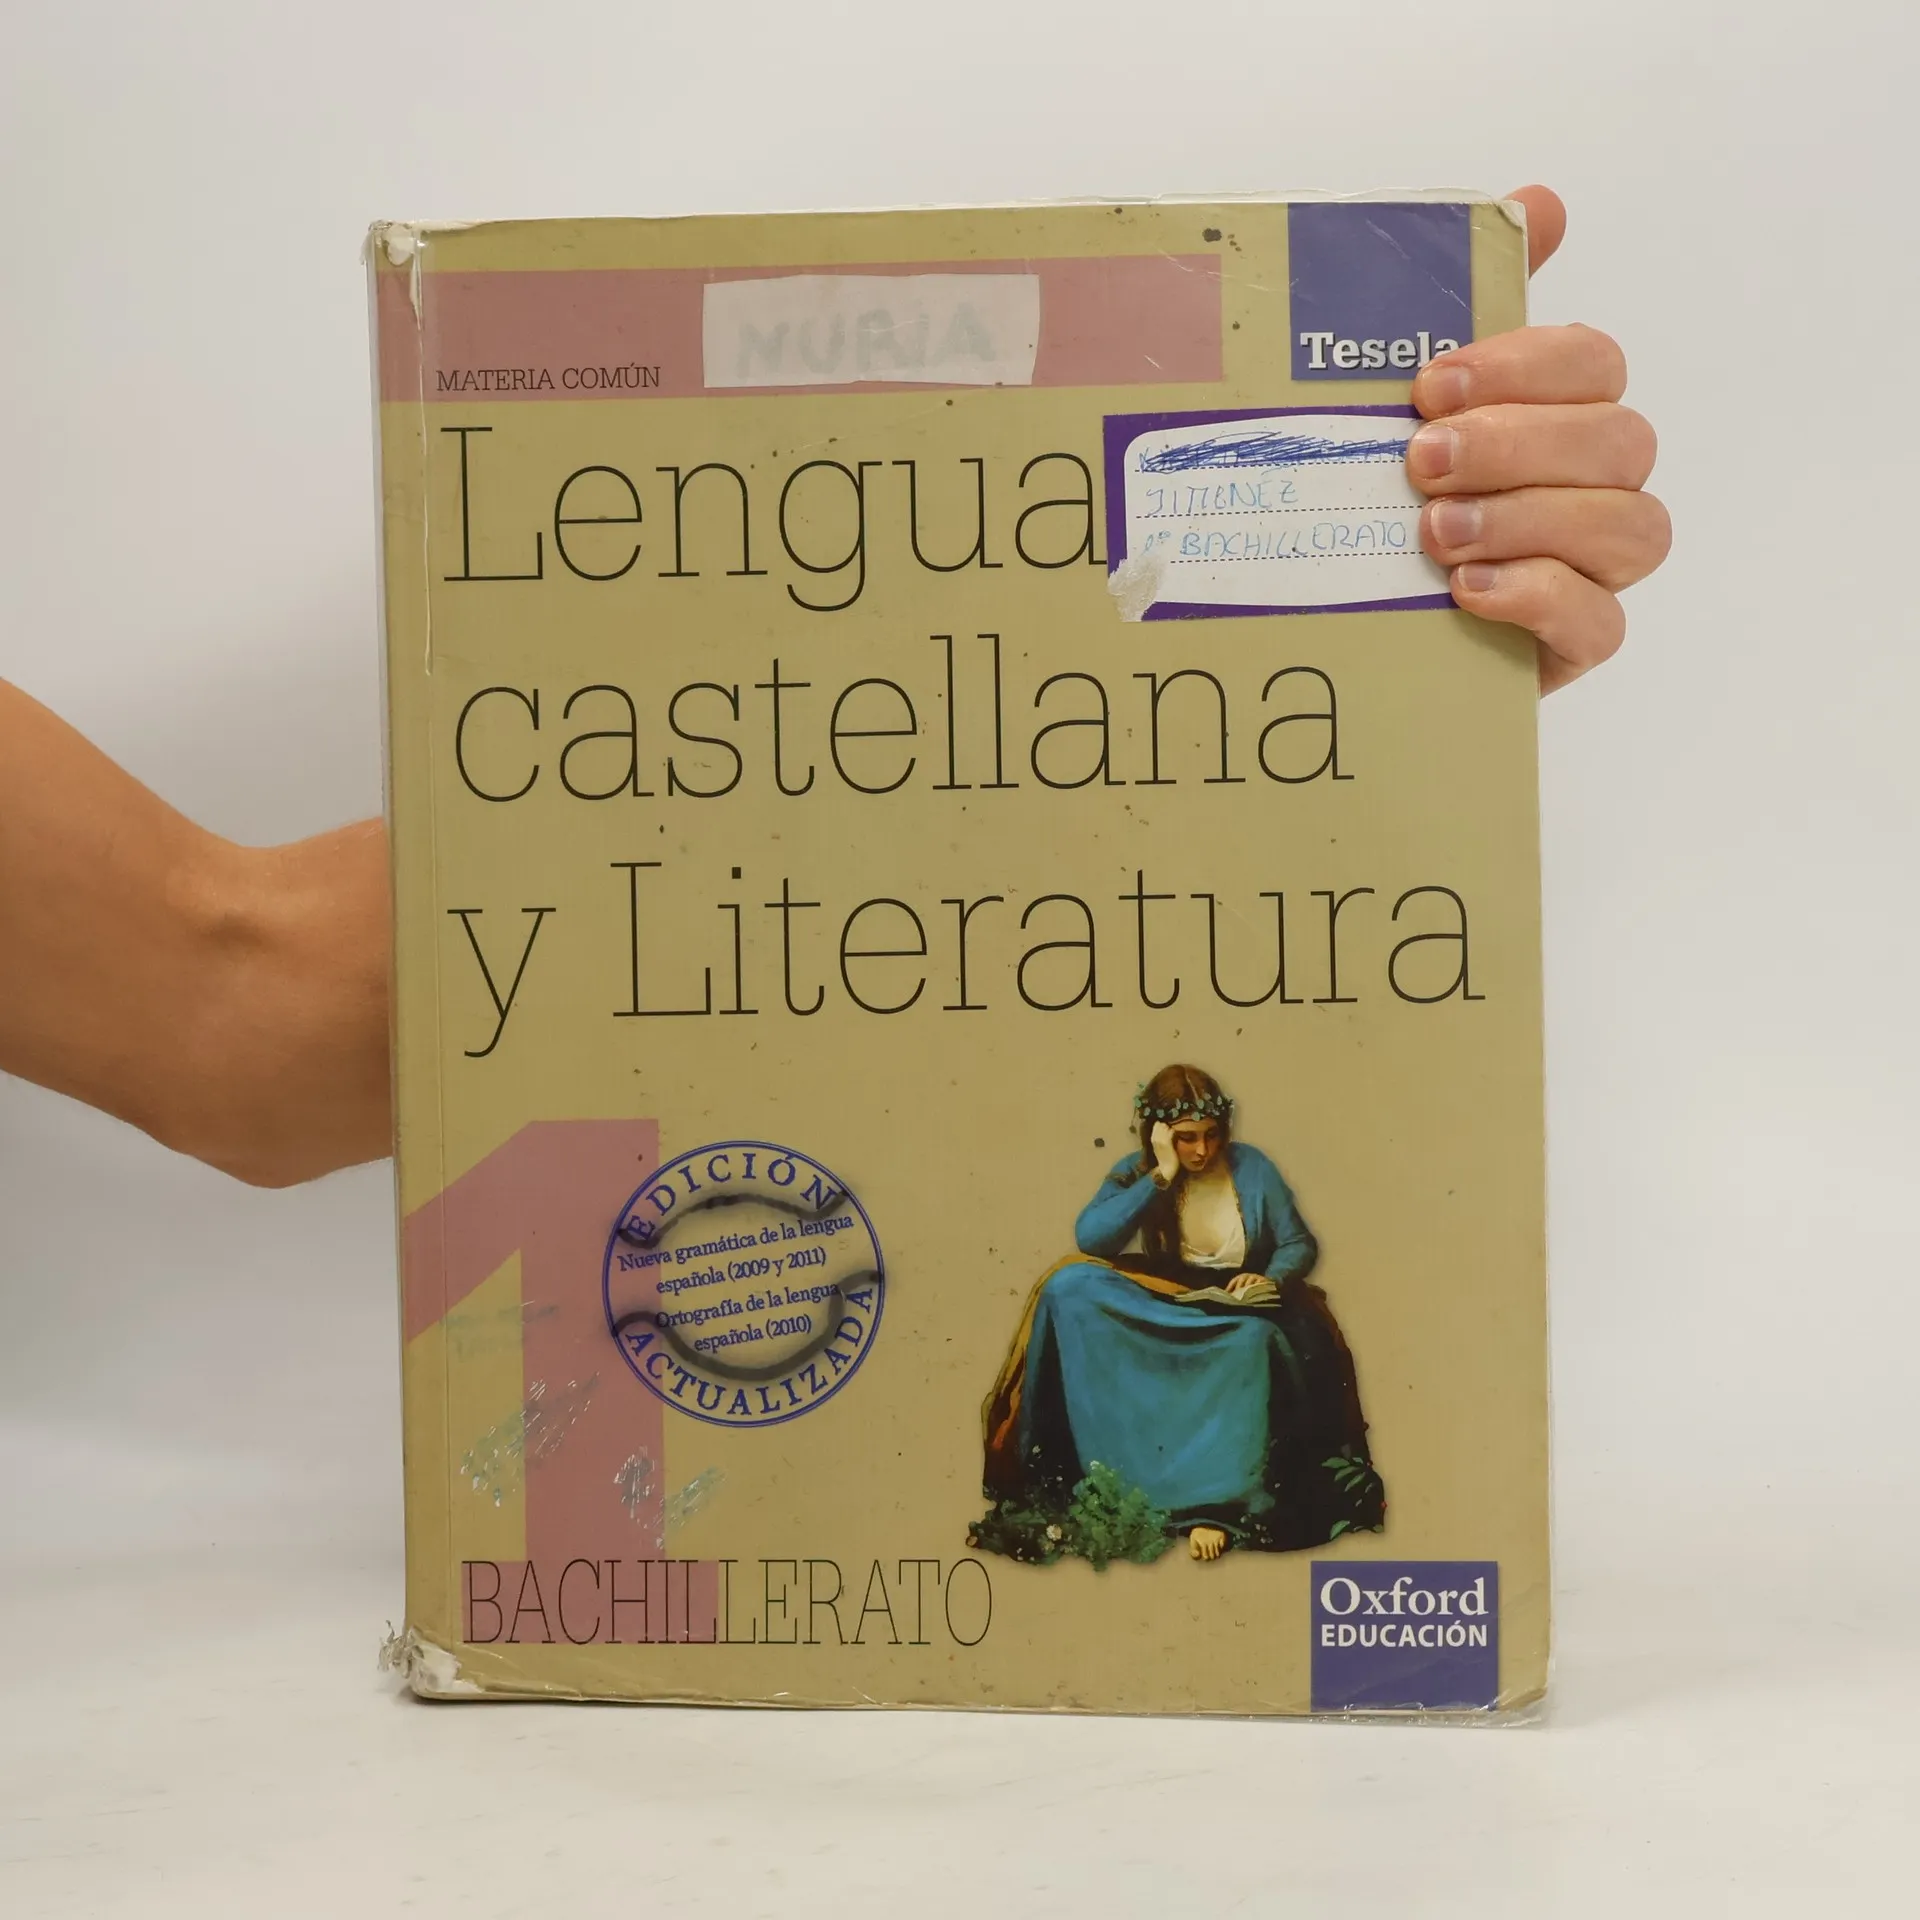 NURIA
MATERIA COMÚN
Tesela
Lengua
castellana
y Literatura
JIMENEZ
1º BACHILLERATO
1
EDICIÓN
Nueva gramática de la lengua
española (2009 y 2011)
Ortografía de la lengua
española (2010)
ACTUALIZADA
BACHILLERATO
Oxford
EDUCACIÓN